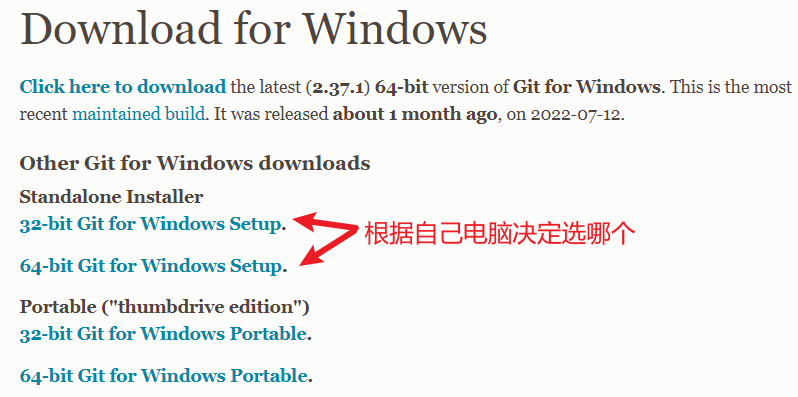 Download for Windows
Click here to download the latest (2.37.1) 64-bit version of Git for Windows. This is the most
recent maintained build. It was released about 1 month ago, on 2022-07-12.
Other Git for Windows downloads
Standalone Installer
32-bit Git for Windows Setup.
根据自己电脑决定选哪个
64-bit Git for Windows Setup.
Portable ("thumbdrive edition")
32-bit Git for Windows Portable.
64-bit Git for Windows Portable.